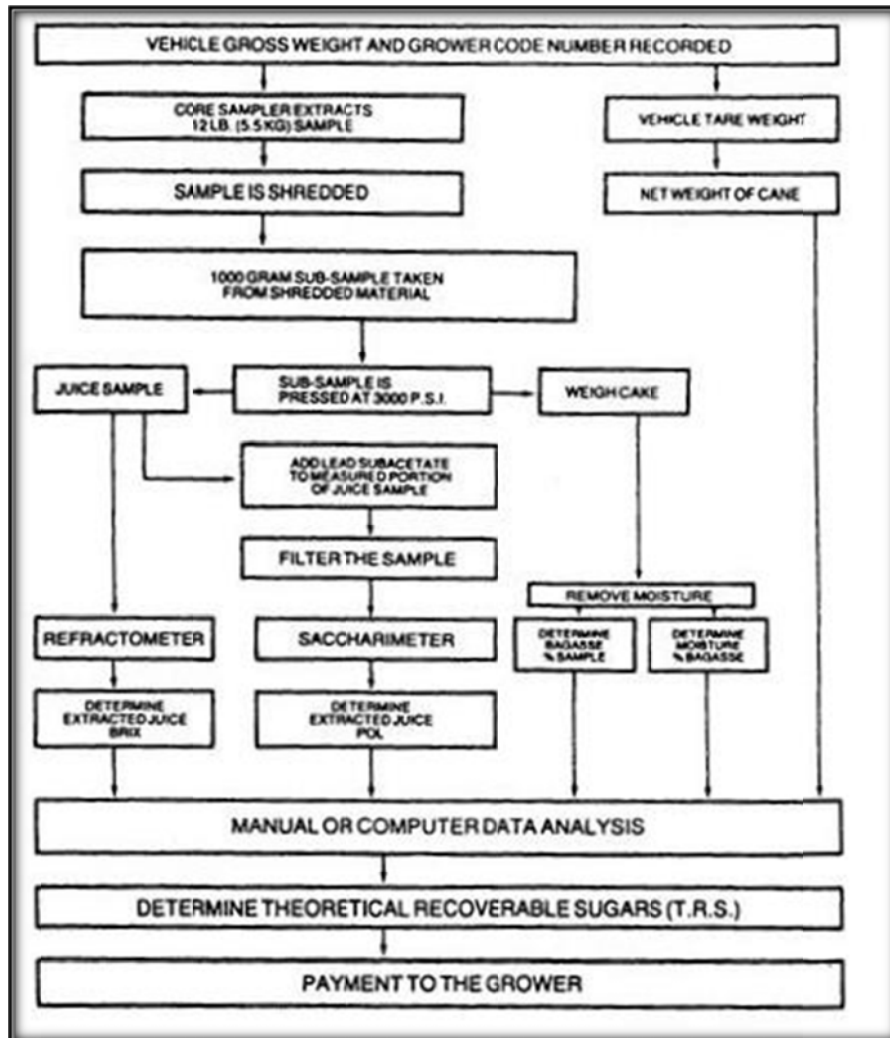 VEHICLE GROSS WEIGHT AND GROWER CODE NUMBER RECORDED
CORE SAMPLER EXTRACTS
12 LB. (5.5 KG) SAMPLE
VEHICLE TARE WEIGHT
SAMPLE IS SHREDDED
NET WEIGHT OF CANE
1000 GRAM SUB-SAMPLE TAKEN
FROM SHREDDED MATERIAL
JUICE SAMPLE
SUB-SAMPLE IS
PRESSED AT 3000 P.S.I.
WEIGH CAKE
ADD LEAD SUBACETATE
TO MEASURED PORTION
OF JUICE SAMPLE
FILTER THE SAMPLE
REMOVE MOISTURE
REFRACTOMETER
SACCHARIMETER
DETERMINE
BAGASSE
% SAMPLE
DETERMINE
MOISTURE
% BAGASSE
DETERMINE
EXTRACTED JUICE
BRIX
DETERMINE
EXTRACTED JUICE
POL
MANUAL OR COMPUTER DATA ANALYSIS
DETERMINE THEORETICAL RECOVERABLE SUGARS (T.R.S.)
PAYMENT TO THE GROWER